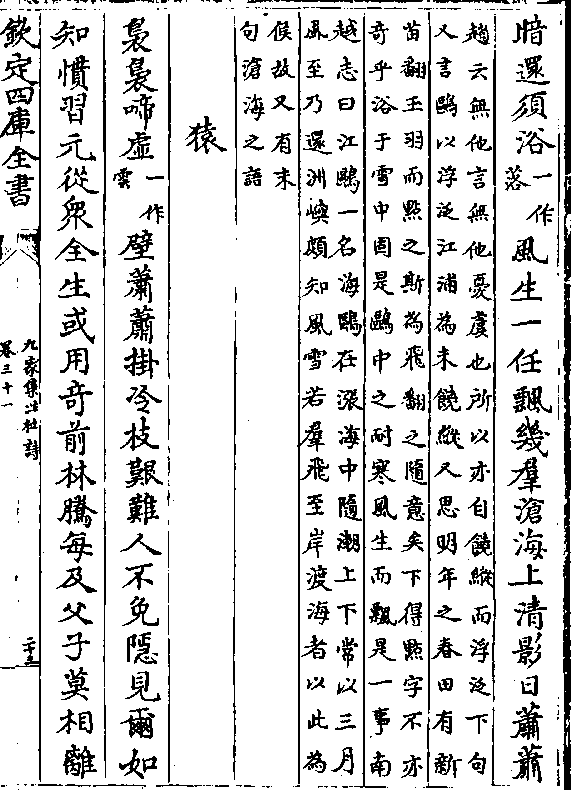 暗還須浴一作落風生一任飄幾羣滄海上清影日蕭蕭
趙云無他言無他憂虞也所以亦自饒縱而浮泛下句
又言鷗以浮泛江浦為未饒縱又思明年之春田有新
苗翻玉羽而點之斯為飛翻之隨意矣下得點字不亦
奇乎浴于雪中固是鷗中之耐寒風生而飄是一事南
越志曰江鷗一名海鷗在漲海中隨潮上下常以三月
風至乃還洲嶼頗知風雪若羣飛至岸渡海者以此為
候故又有末
句滄海之語
猿
裊裊啼虛一作雲壁蕭蕭掛冷枝艱難人不免隱見爾如
知慣習元從衆全生或用奇前林騰每及父子莫相離
欽定四庫全書
九家集注杜詩
卷三十一
二十三